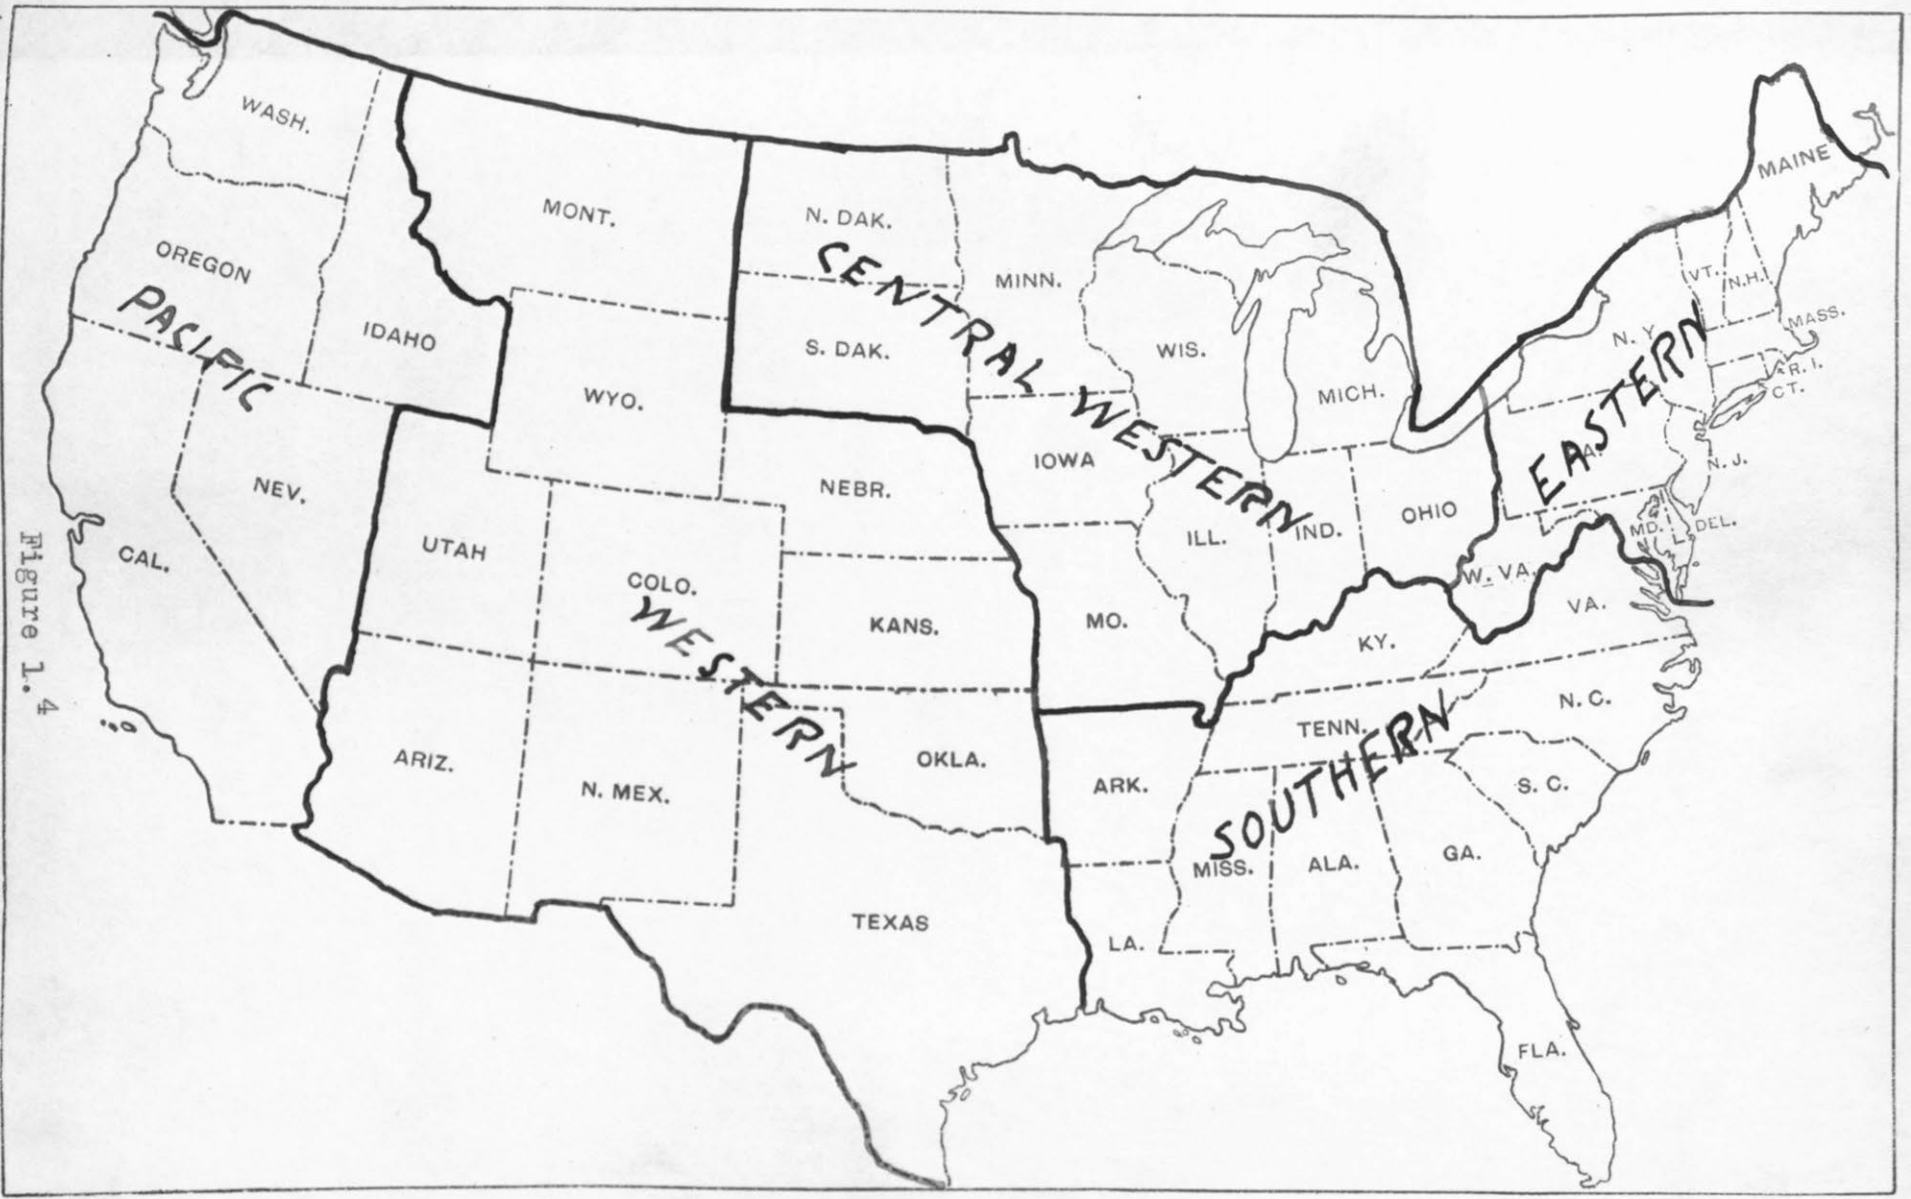 WASH.
OREGON
PACIFIC
IDAHO
NEV.
CAL.
MONT.
WYO.
UTAH
COLO.
WESTERN
ARIZ.
N. MEX.
N. DAK.
S. DAK.
NEBR.
KANS.
OKLA.
TEXAS
CENTRAL WESTERN
MINN.
WIS.
MICH.
IOWA
ILL.
IND.
OHIO
MO.
MAINE
VT.
N.H.
MASS.
R. I.
CT.
N. Y.
EASTERN
N. J.
MD.
DEL.
W. VA.
VA.
KY.
TENN.
N. C.
S. C.
SOUTHERN
ARK.
MISS.
ALA.
GA.
LA.
FLA.
Figure 1.4